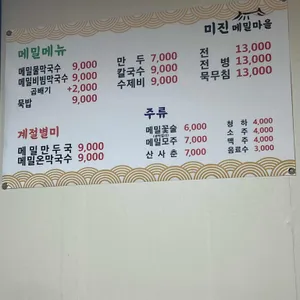 미진 메밀마을
메밀메뉴
메밀물막국수 9,000
메밀비빔막국수 9,000
곱배기 +2,000
묵밥 9,000
만두 7,000
칼국수 9,000
수제비 9,000
전 13,000
전병 13,000
묵무침 13,000
계절별미
메밀만두국 9,000
메밀온막국수 9,000
주류
메밀꽃술 6,000
메밀모주 7,000
산사춘 7,000
청하 4,000
소주 4,000
맥주 4,000
음료수 3,000